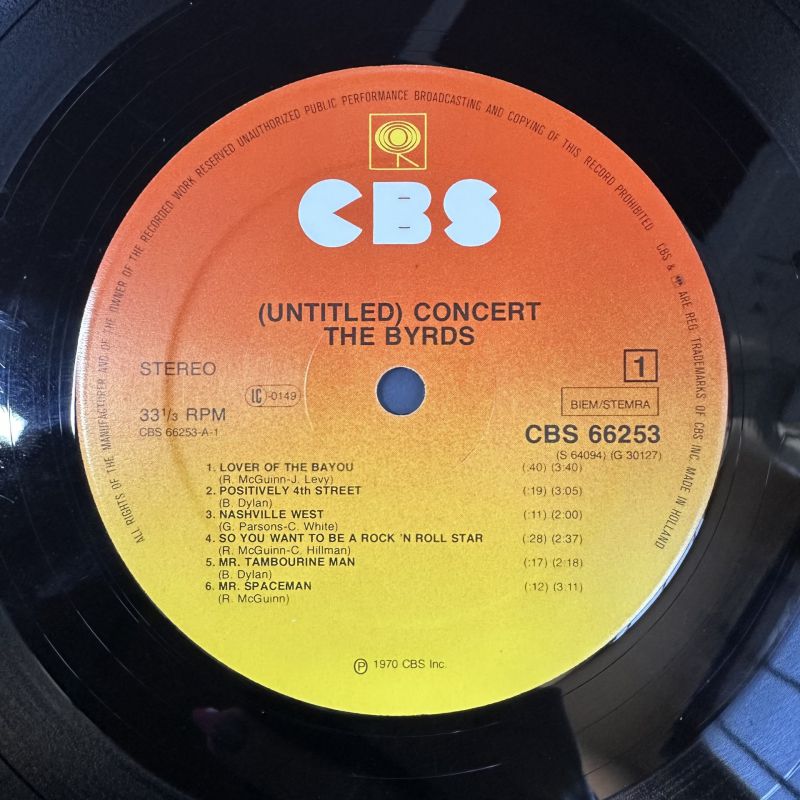 ALL RIGHTS OF THE MANUFACTURER AND OF THE OWNER OF THE RECORDED WORK RESERVED UNAUTHORIZED PUBLIC PERFORMANCE BROADCASTING AND COPYING OF THIS RECORD PROHIBITED CBS & ARE REG. TRADEMARKS OF CBS INC. MADE IN HOLLAND
CBS
(UNTITLED) CONCERT
THE BYRDS
STEREO
1
LC-0149
33 1/3 RPM
BIEM/STEMRA
CBS 66253-A-1
CBS 66253
(S 64094) (G 30127)
1. LOVER OF THE BAYOU (:40) (3:40)
(R. McGuinn-J. Levy)
2. POSITIVELY 4th STREET (:19) (3:05)
(B. Dylan)
3. NASHVILLE WEST (:11) (2:00)
(G. Parsons-C. White)
4. SO YOU WANT TO BE A ROCK 'N ROLL STAR (:28) (2:37)
(R. McGuinn-C. Hillman)
5. MR. TAMBOURINE MAN (:17) (2:18)
(B. Dylan)
6. MR. SPACEMAN (:12) (3:11)
(R. McGuinn)
Ⓟ 1970 CBS Inc.